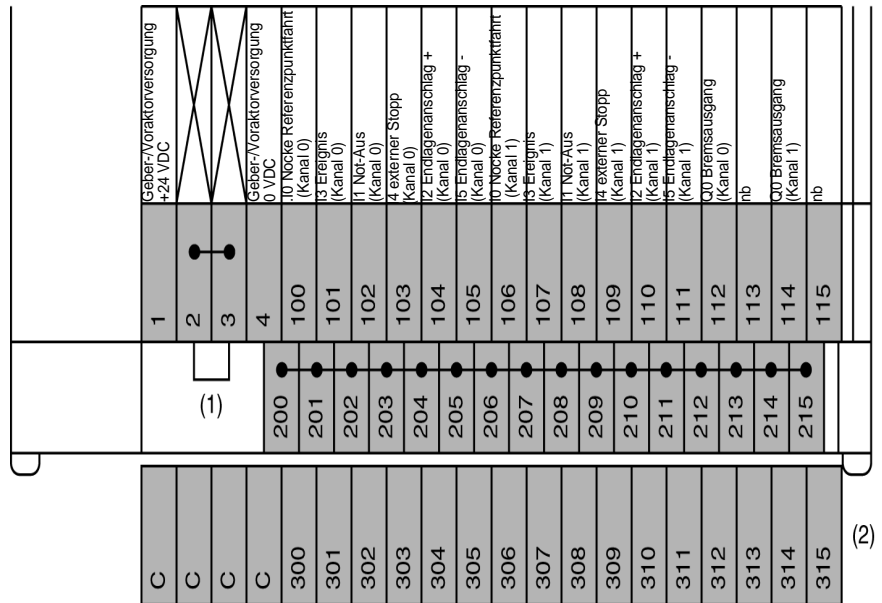 Geber-/Voraktorversorgung
+24 VDC
Geber-/Voraktorversorgung
0 VDC
.I0 Nocke Referenzpunktfahrt
(Kanal 0)
I3 Ereignis
(Kanal 0)
I1 Not-Aus
(Kanal 0)
I4 externer Stopp
(Kanal 0)
I2 Endlagenanschlag +
(Kanal 0)
I5 Endlagenanschlag -
(Kanal 0)
I0 Nocke Referenzpunktfahrt
(Kanal 1)
I3 Ereignis
(Kanal 1)
I1 Not-Aus
(Kanal 1)
I4 externer Stopp
(Kanal 1)
I2 Endlagenanschlag +
(Kanal 1)
I5 Endlagenanschlag -
(Kanal 1)
Q0 Bremsausgang
(Kanal 0)
nb
Q0 Bremsausgang
(Kanal 1)
nb
1
2
3
4
100
101
102
103
104
105
106
107
108
109
110
111
112
113
114
115
(1)
200
201
202
203
204
205
206
207
208
209
210
211
212
213
214
215
C
C
C
C
300
301
302
303
304
305
306
307
308
309
310
311
312
313
314
315
(2)